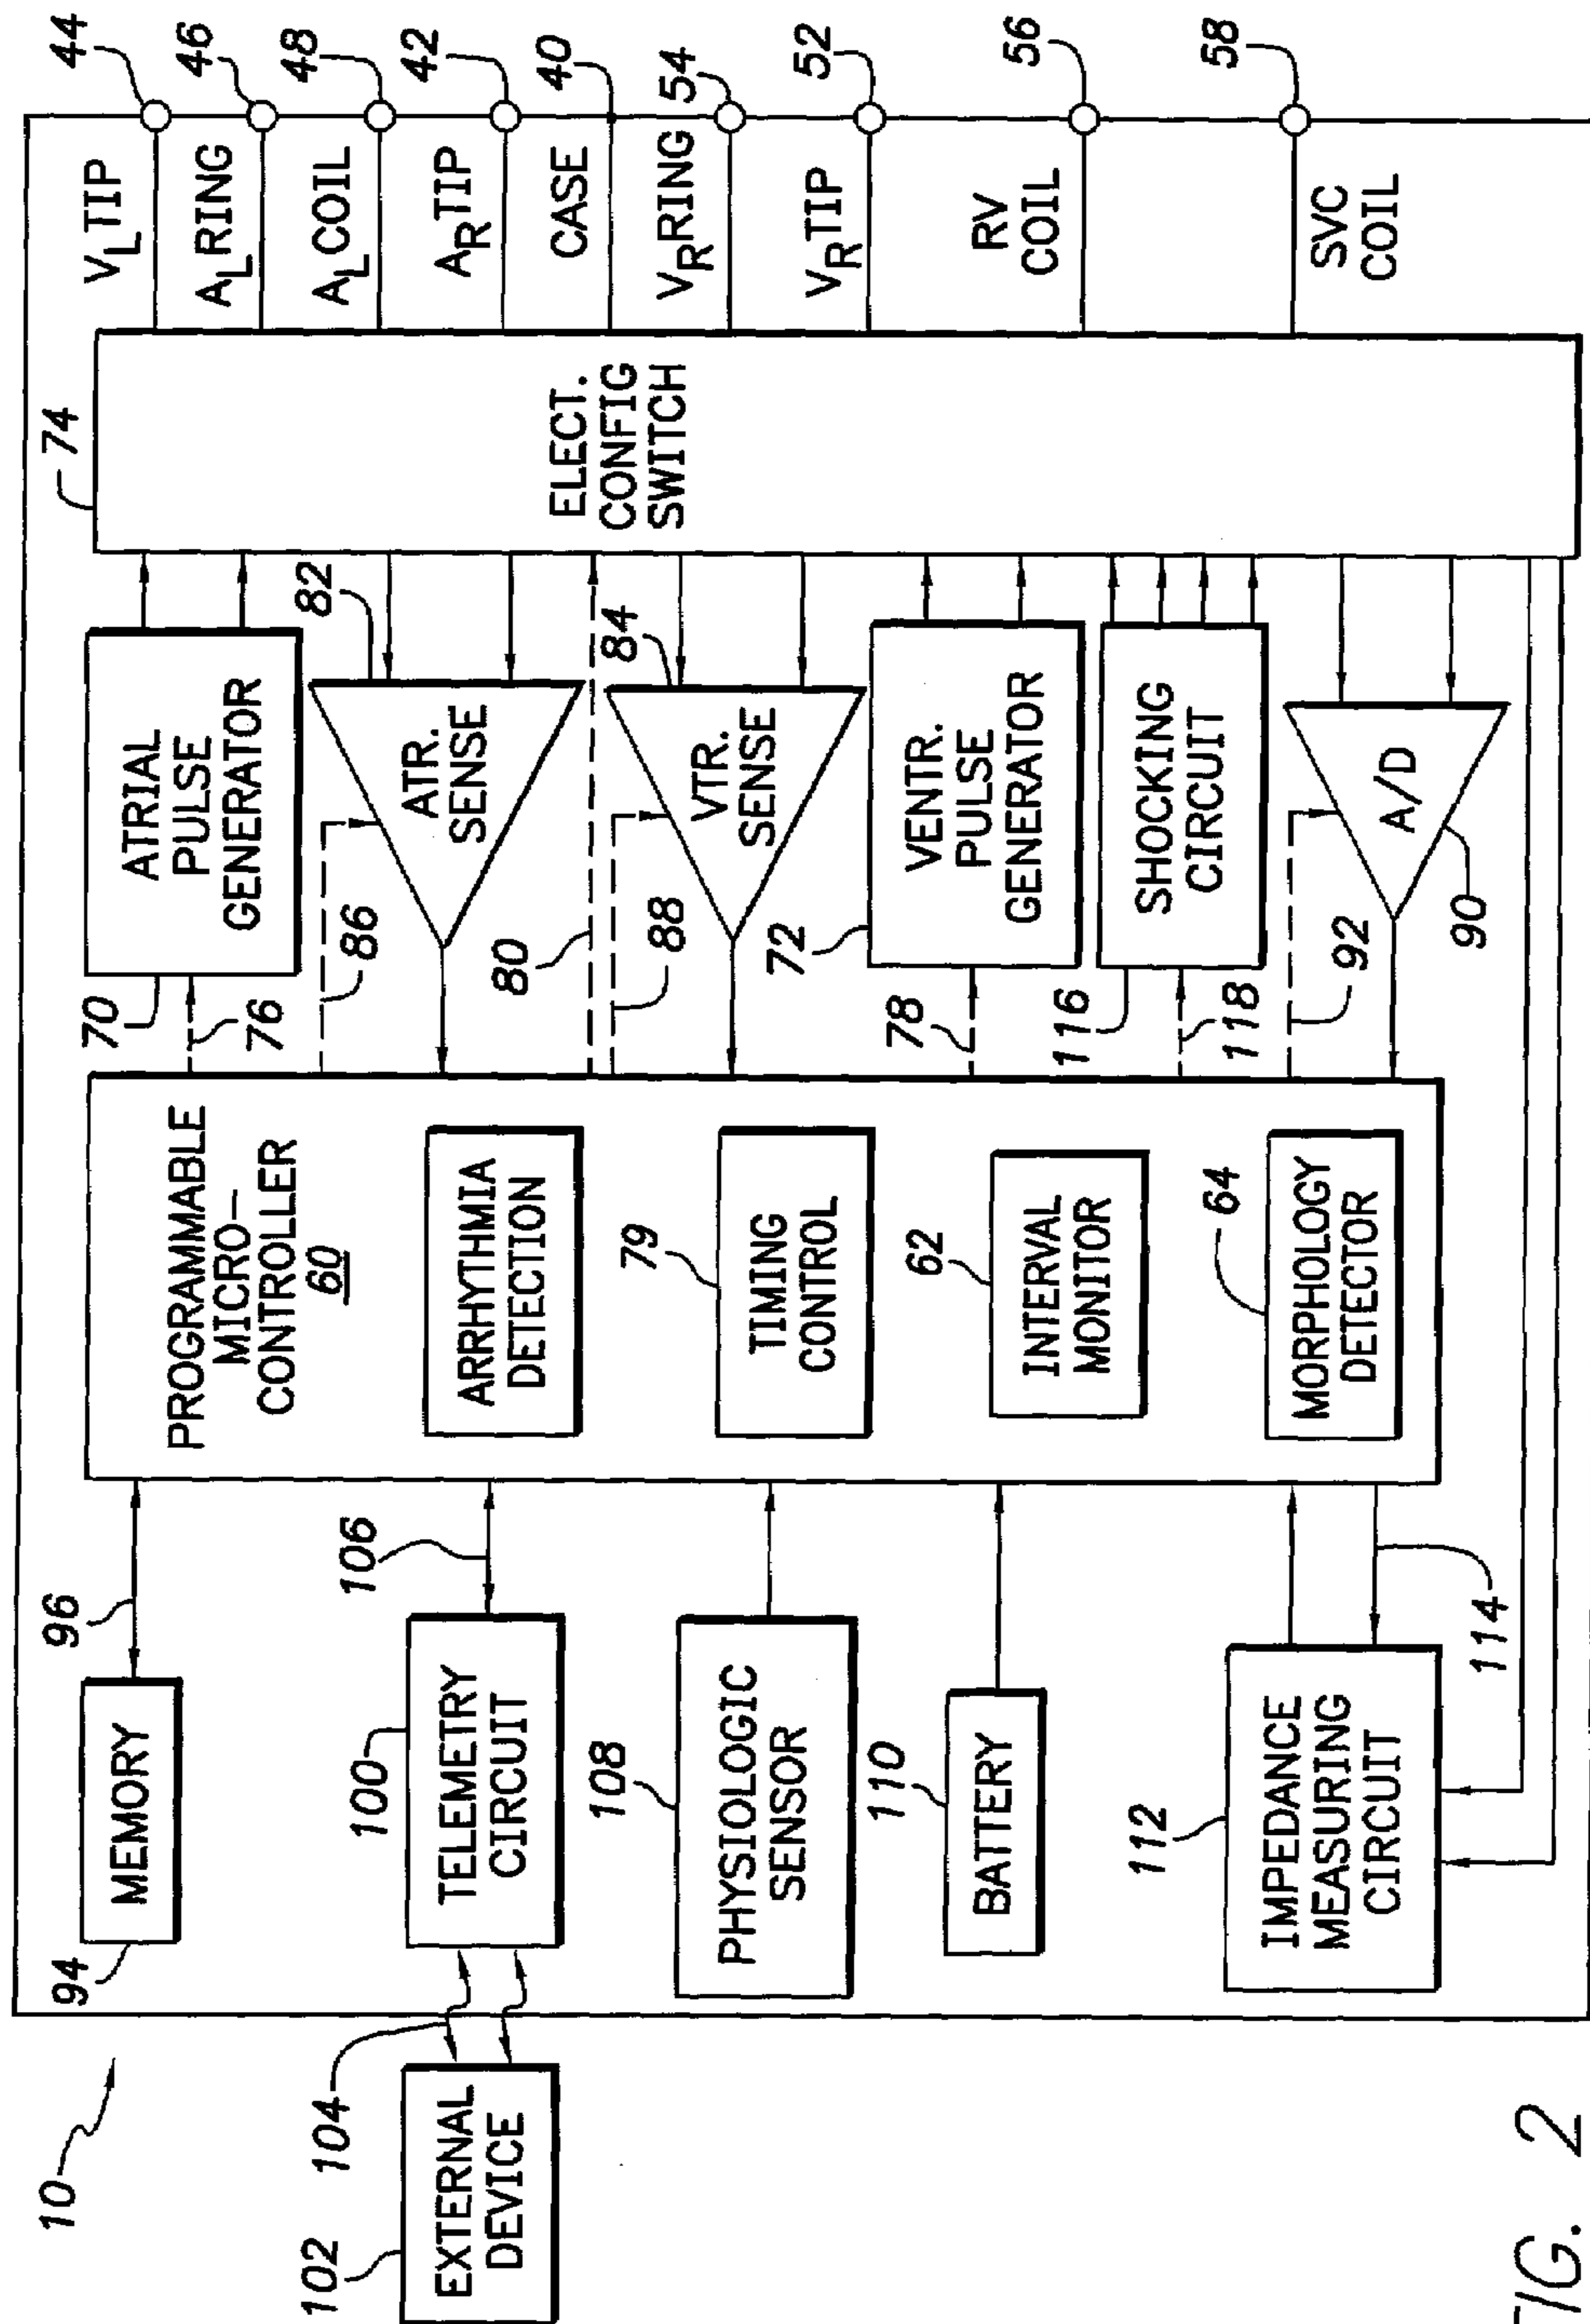 10
102
EXTERNAL
DEVICE
104
94
MEMORY
96
100
TELEMETRY
CIRCUIT
106
108
PHYSIOLOGIC
SENSOR
110
BATTERY
112
IMPEDANCE
MEASURING
CIRCUIT
114
PROGRAMMABLE
MICRO–
CONTROLLER
60
ARRHYTHMIA
DETECTION
79
TIMING
CONTROL
62
INTERVAL
MONITOR
64
MORPHOLOGY
DETECTOR
70
76
ATRIAL
PULSE
GENERATOR
86
82
ATR.
SENSE
80
88
84
VTR.
SENSE
72
78
VENTR.
PULSE
GENERATOR
116
118
SHOCKING
CIRCUIT
92
A/D
90
74
ELECT.
CONFIG
SWITCH
VLTIP 44
ALRING 46
ALCOIL 48
ARTIP 42
CASE 40
VRRING 54
VRTIP 52
RV
COIL
56
SVC
COIL
58
FIG. 2